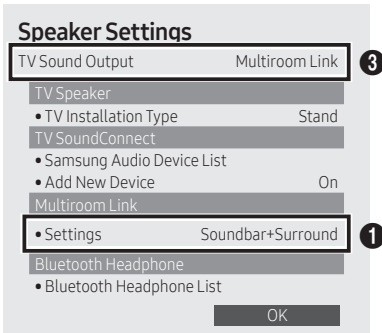 Speaker Settings
TV Sound Output Multiroom Link
3
TV Speaker
• TV Installation Type Stand
TV SoundConnect
• Samsung Audio Device List
• Add New Device On
Multiroom Link
• Settings Soundbar+Surround
1
Bluetooth Headphone
• Bluetooth Headphone List
OK